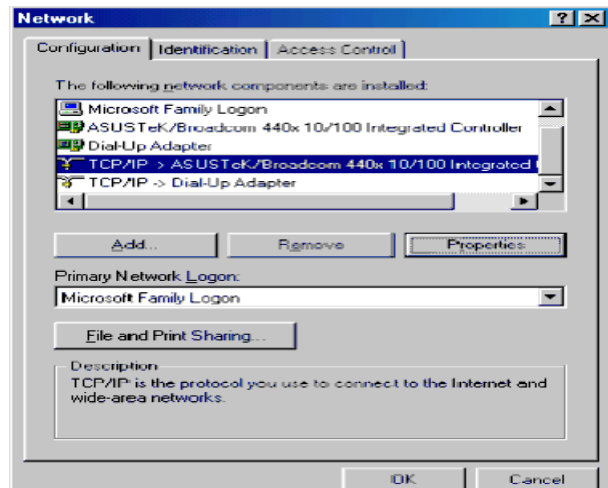 Network
Configuration Identification Access Control
The following network components are installed:
Microsoft Family Logon
ASUSTeK/Broadcom 440x 10/100 Integrated Controller
Dial-Up Adapter
TCP/IP -> ASUSTeK/Broadcom 440x 10/100 Integrated
TCP/IP -> Dial-Up Adapter
Add... Remove Properties
Primary Network Logon:
Microsoft Family Logon
File and Print Sharing...
Description
TCP/IP is the protocol you use to connect to the Internet and
wide-area networks.
OK Cancel